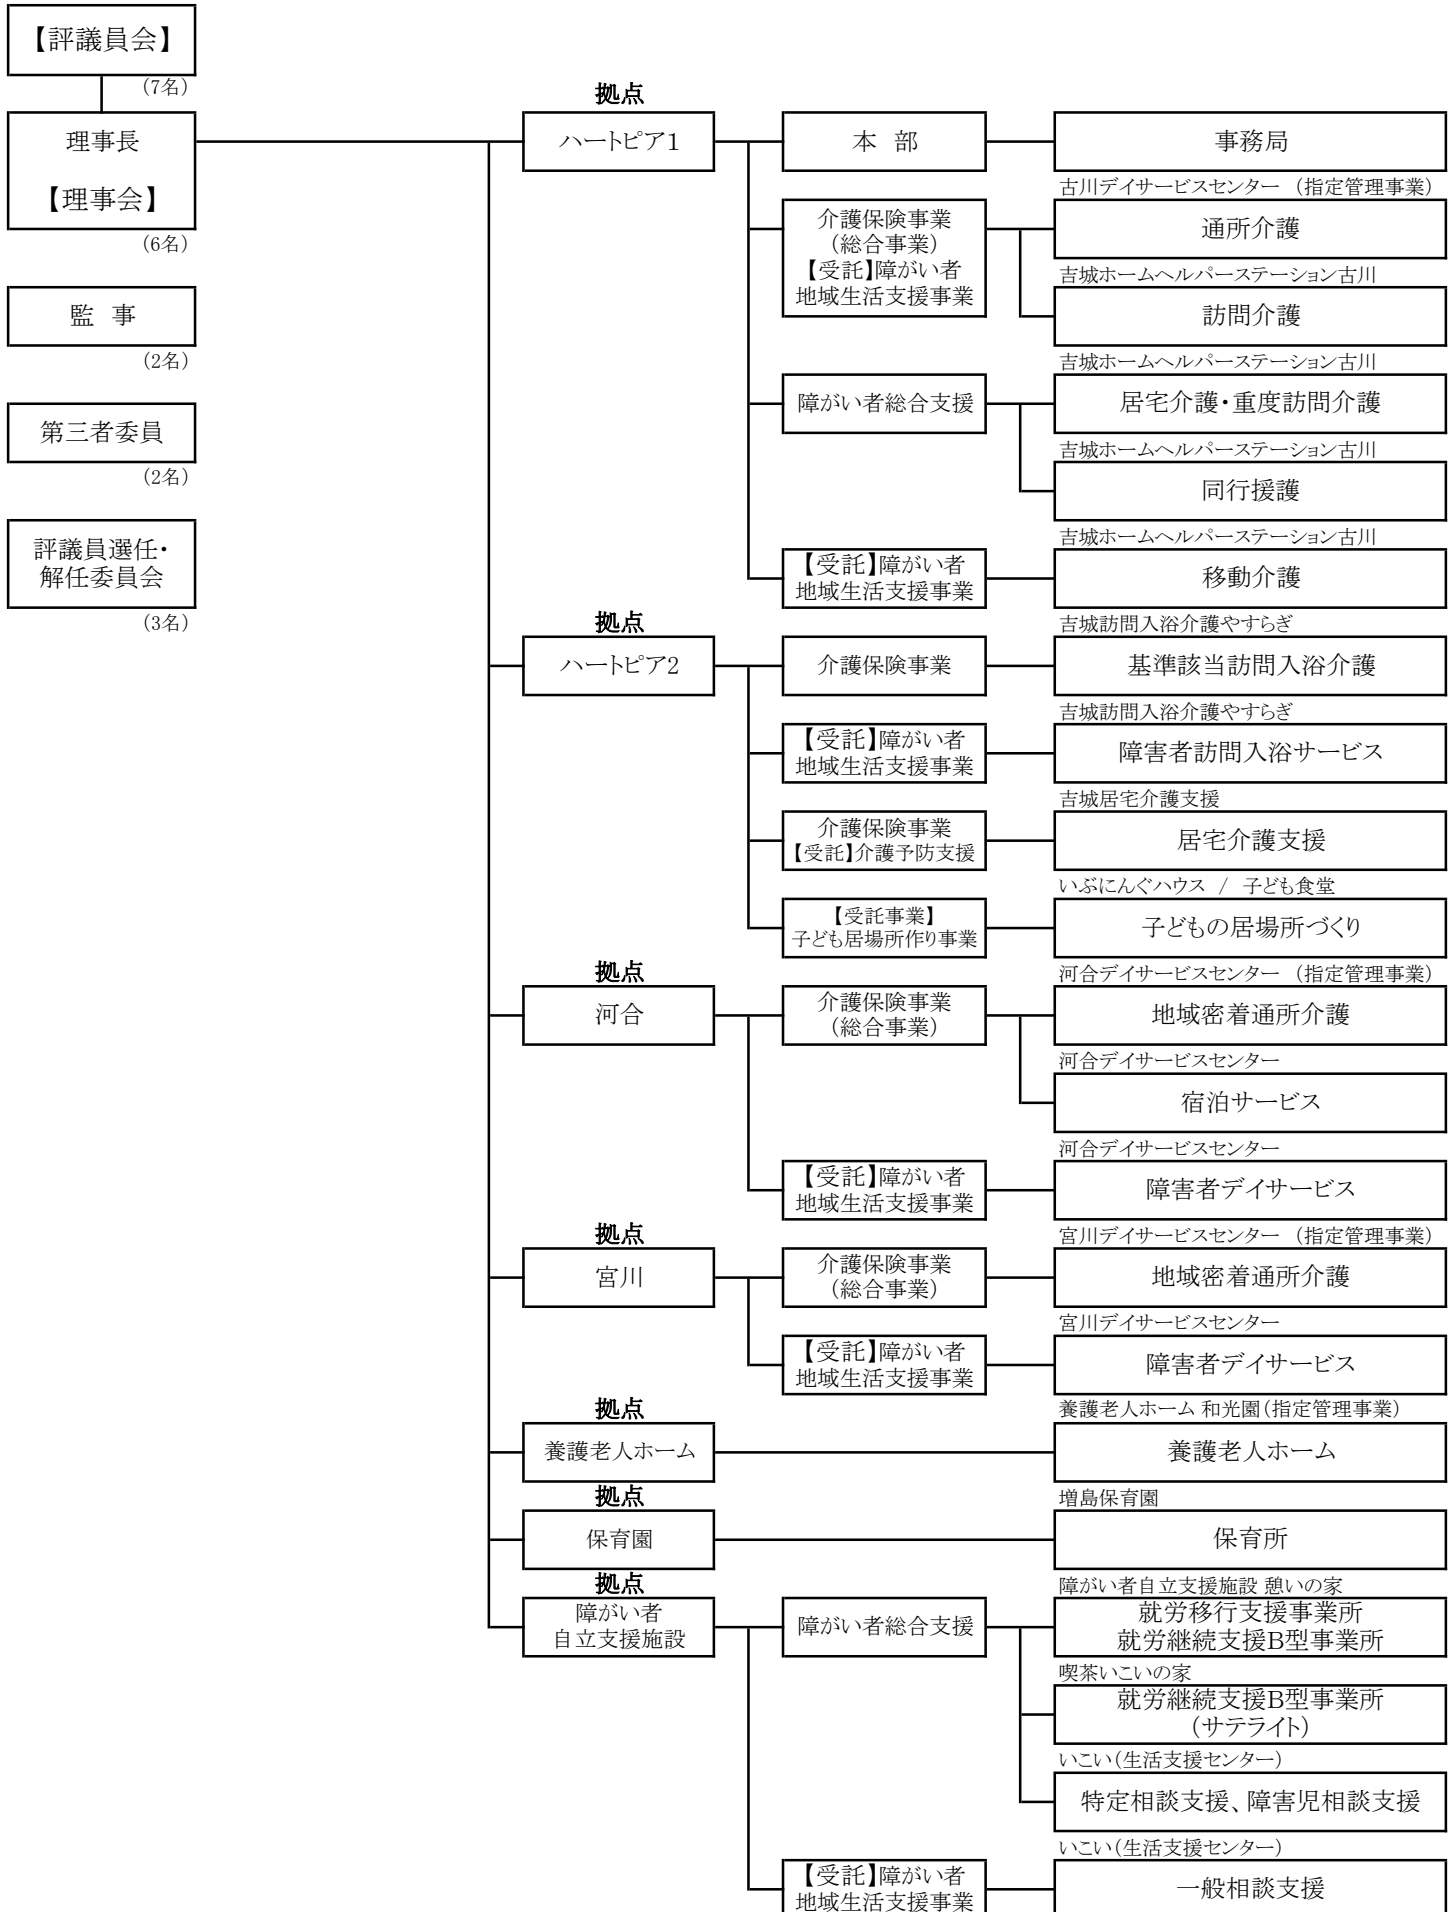 【評議員会】
(7名)
理事長
【理事会】
(6名)
監　事
(2名)
第三者委員
(2名)
評議員選任・
解任委員会
(3名)
拠点
ハートピア1
本　部
事務局
介護保険事業
(総合事業)
【受託】障がい者
地域生活支援事業
古川デイサービスセンター　(指定管理事業)
通所介護
吉城ホームヘルパーステーション古川
訪問介護
障がい者総合支援
吉城ホームヘルパーステーション古川
居宅介護・重度訪問介護
吉城ホームヘルパーステーション古川
同行援護
【受託】障がい者
地域生活支援事業
吉城ホームヘルパーステーション古川
移動介護
拠点
ハートピア2
介護保険事業
吉城訪問入浴介護やすらぎ
基準該当訪問入浴介護
【受託】障がい者
地域生活支援事業
吉城訪問入浴介護やすらぎ
障害者訪問入浴サービス
介護保険事業
【受託】介護予防支援
吉城居宅介護支援
居宅介護支援
【受託事業】
子ども居場所作り事業
いぶにんぐハウス　/　子ども食堂
子どもの居場所づくり
拠点
河合
介護保険事業
(総合事業)
河合デイサービスセンター　(指定管理事業)
地域密着通所介護
河合デイサービスセンター
宿泊サービス
【受託】障がい者
地域生活支援事業
河合デイサービスセンター
障害者デイサービス
拠点
宮川
介護保険事業
(総合事業)
宮川デイサービスセンター　(指定管理事業)
地域密着通所介護
【受託】障がい者
地域生活支援事業
宮川デイサービスセンター
障害者デイサービス
拠点
養護老人ホーム
養護老人ホーム 和光園(指定管理事業)
養護老人ホーム
拠点
保育園
増島保育園
保育所
拠点
障がい者
自立支援施設
障がい者総合支援
障がい者自立支援施設 憩いの家
就労移行支援事業所
就労継続支援B型事業所
喫茶いこいの家
就労継続支援B型事業所
(サテライト)
いこい(生活支援センター)
特定相談支援、障害児相談支援
【受託】障がい者
地域生活支援事業
いこい(生活支援センター)
一般相談支援